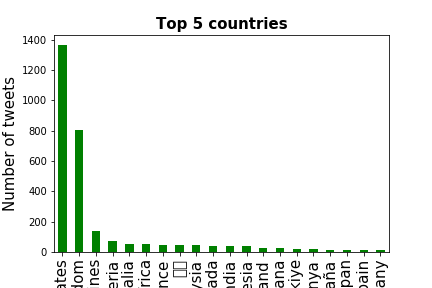 Top 5 countries
Number of tweets
1400
1200
1000
800
600
400
200
0
ates
dom
ines
eria
alia
rica
nce
ysia
ada
ndia
esia
and
ana
kiye
nya
aña
pan
pain
any